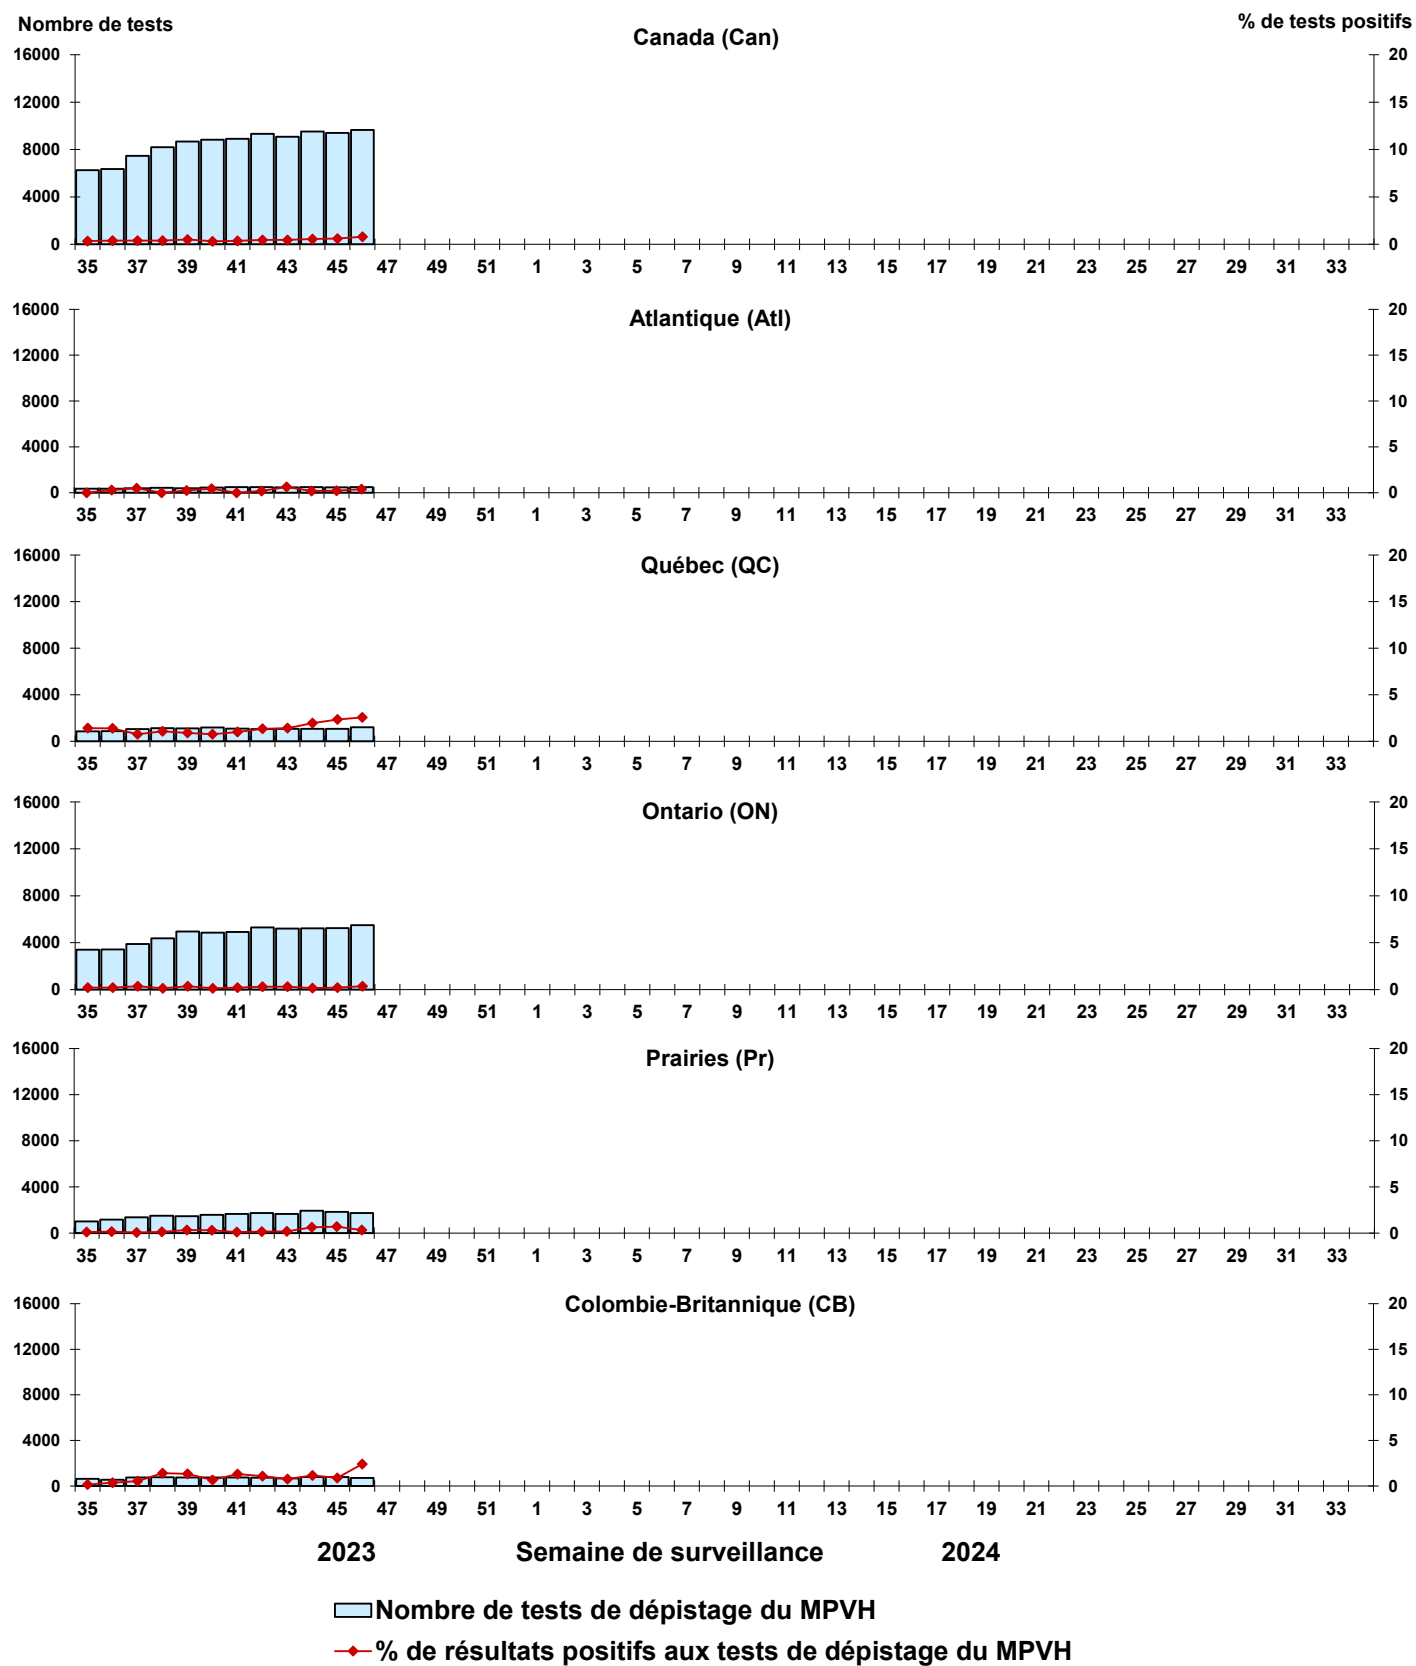 Nombre de tests
% de tests positifs
Canada (Can)
16000 20
12000 15
8000 10
4000 5
0 0
35 37 39 41 43 45 47 49 51 1 3 5 7 9 11 13 15 17 19 21 23 25 27 29 31 33
Atlantique (Atl)
16000 20
12000 15
8000 10
4000 5
0 0
35 37 39 41 43 45 47 49 51 1 3 5 7 9 11 13 15 17 19 21 23 25 27 29 31 33
Québec (QC)
16000 20
12000 15
8000 10
4000 5
0 0
35 37 39 41 43 45 47 49 51 1 3 5 7 9 11 13 15 17 19 21 23 25 27 29 31 33
Ontario (ON)
16000 20
12000 15
8000 10
4000 5
0 0
35 37 39 41 43 45 47 49 51 1 3 5 7 9 11 13 15 17 19 21 23 25 27 29 31 33
Prairies (Pr)
16000 20
12000 15
8000 10
4000 5
0 0
35 37 39 41 43 45 47 49 51 1 3 5 7 9 11 13 15 17 19 21 23 25 27 29 31 33
Colombie-Britannique (CB)
16000 20
12000 15
8000 10
4000 5
0 0
35 37 39 41 43 45 47 49 51 1 3 5 7 9 11 13 15 17 19 21 23 25 27 29 31 33
2023 Semaine de surveillance 2024
Nombre de tests de dépistage du MPVH
% de résultats positifs aux tests de dépistage du MPVH